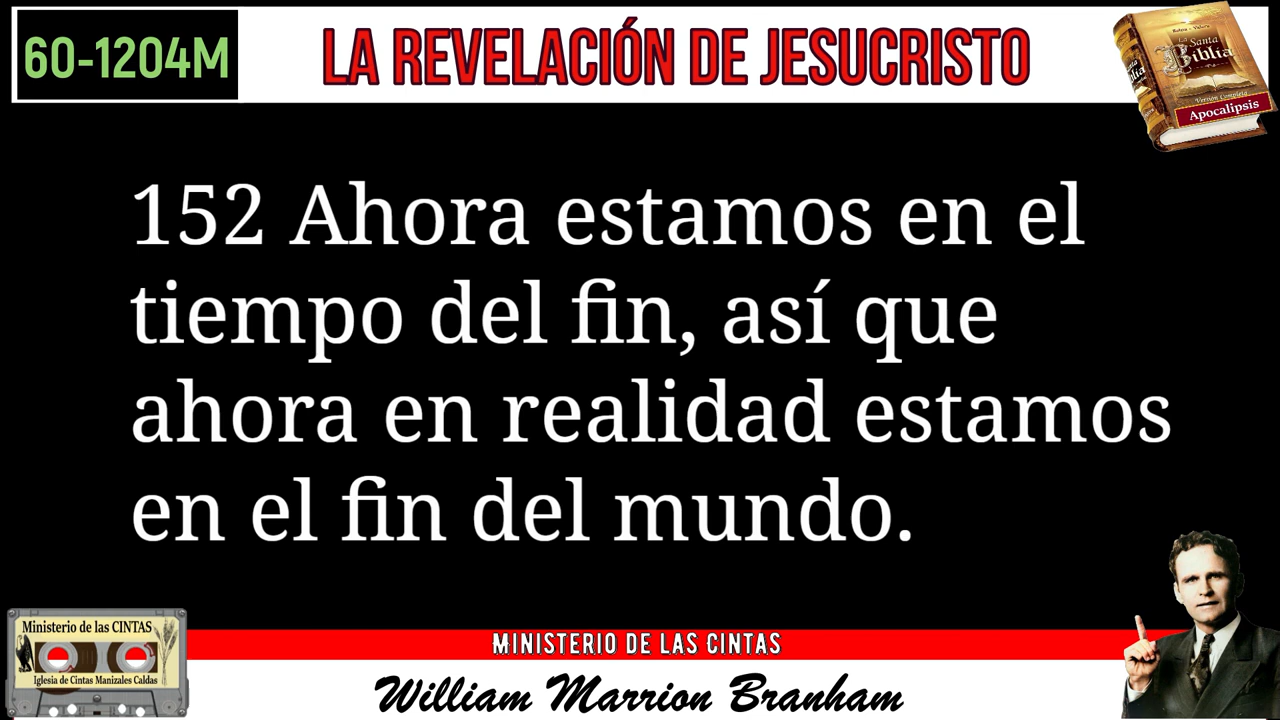 60-1204M
LA REVELACIÓN DE JESUCRISTO
La Santa
Biblia
Versión Completa
Apocalipsis
152 Ahora estamos en el
tiempo del fin, así que
ahora en realidad estamos
en el fin del mundo.
Ministerio de las CINTAS
Iglesia de Cintas Manizales Caldas
MINISTERIO DE LAS CINTAS
William Marrion Branham